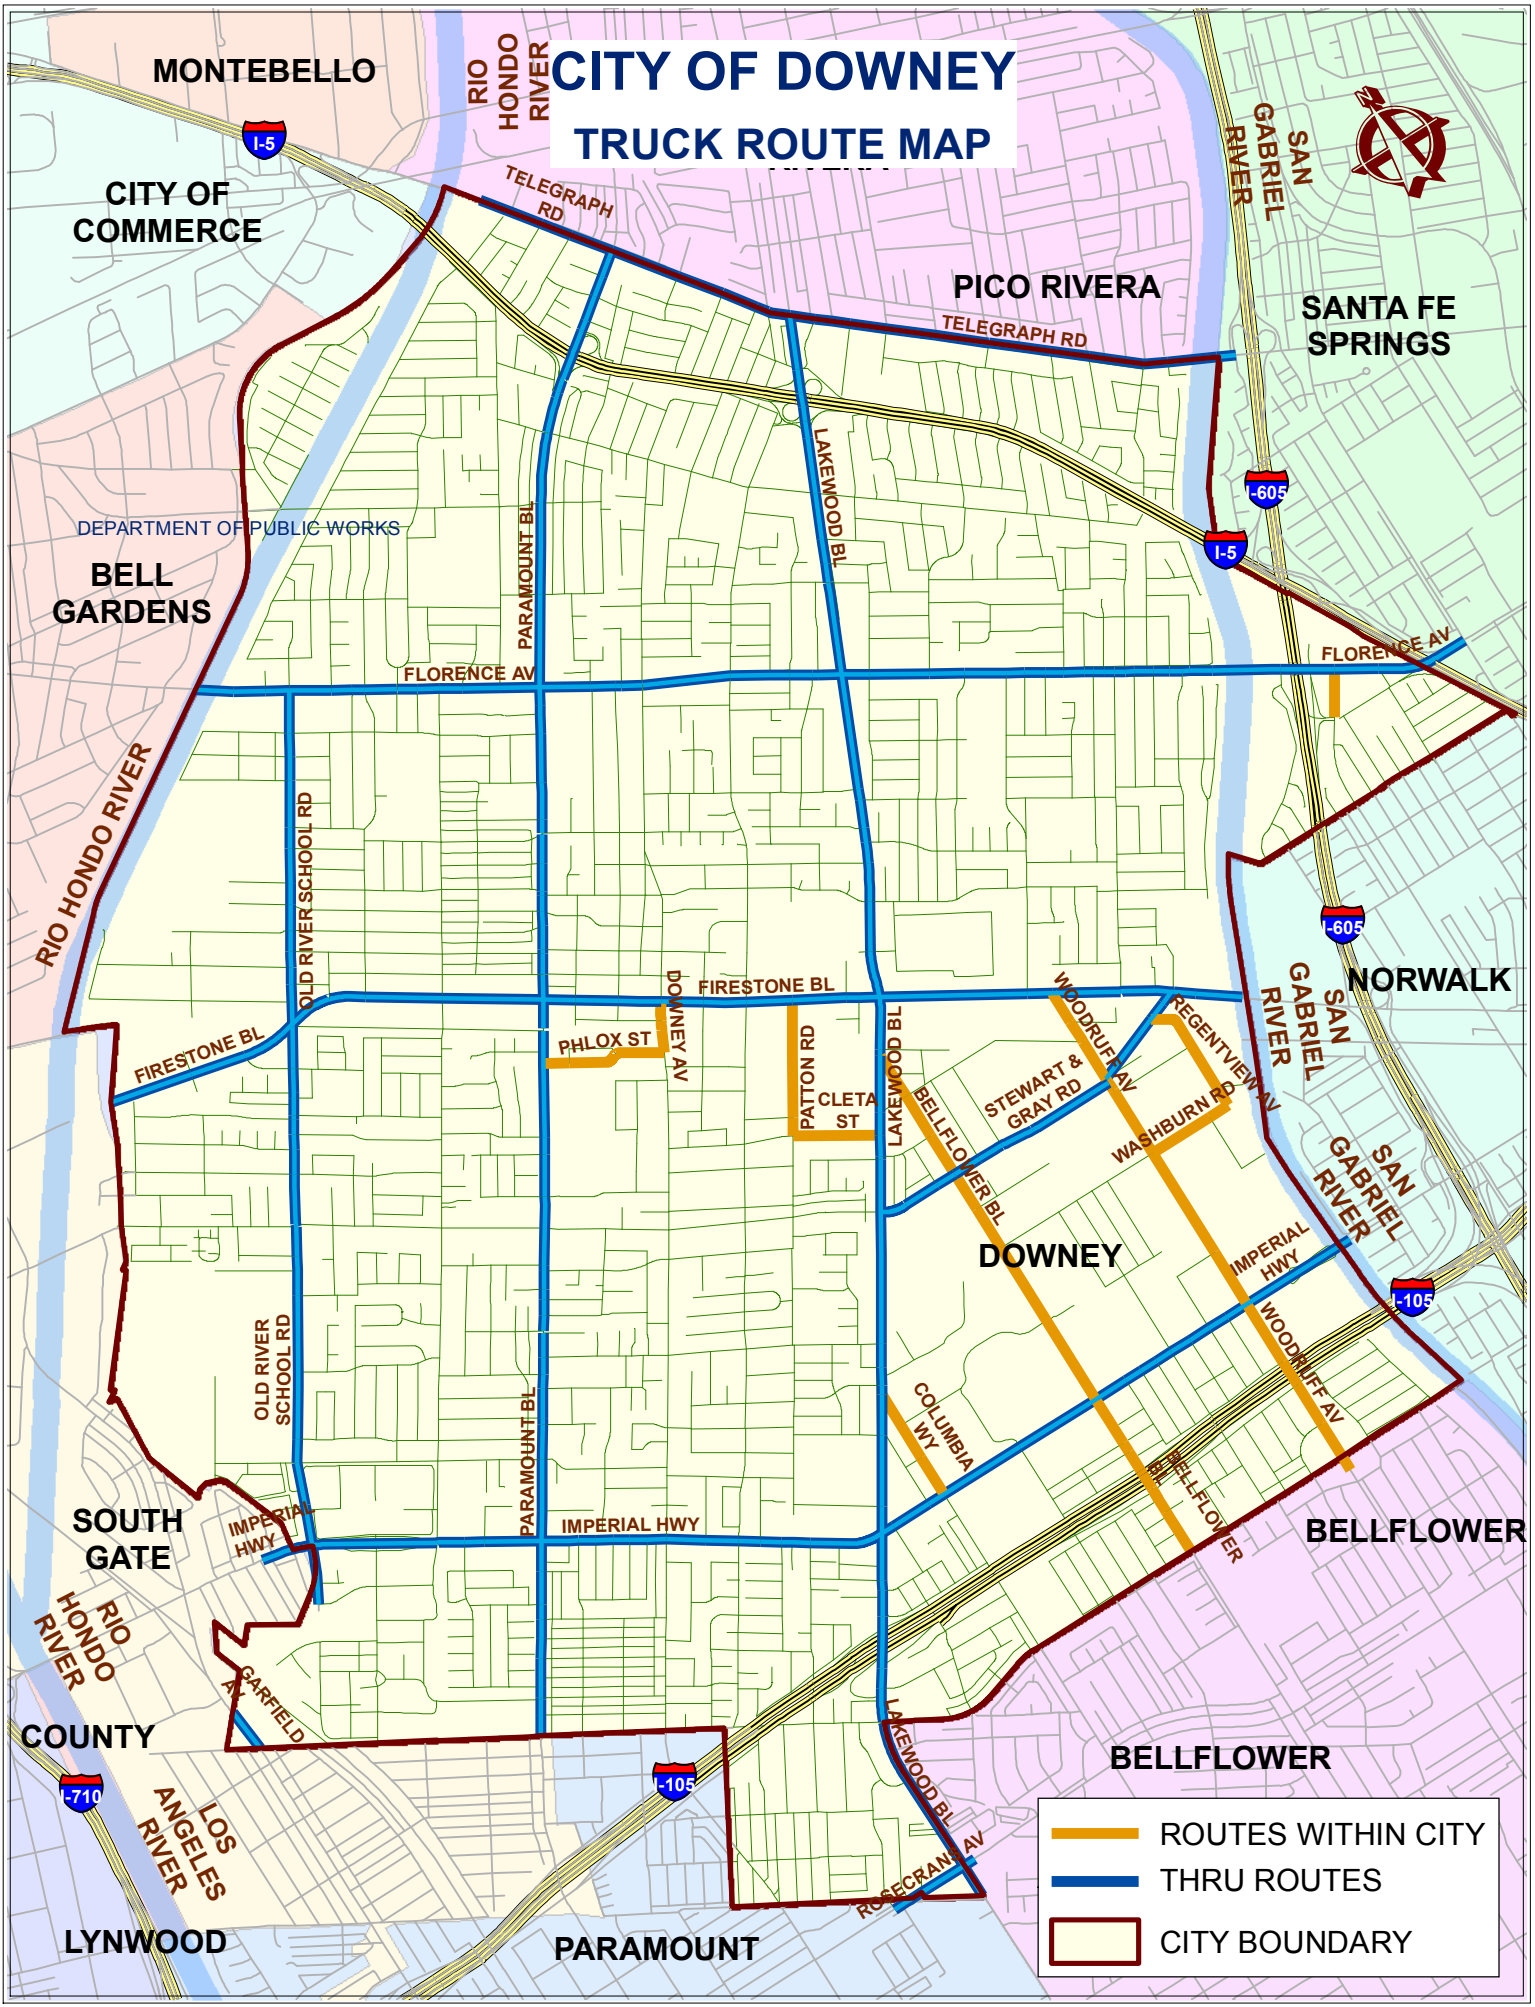 CITY OF DOWNEY
TRUCK ROUTE MAP
MONTEBELLO
RIO
HONDO
RIVER
I-5
CITY OF
COMMERCE
TELEGRAPH
RD
SAN
GABRIEL
RIVER
PICO RIVERA
TELEGRAPH RD
SANTA FE
SPRINGS
LAKEWOOD BL
PARAMOUNT BL
I-605
I-5
DEPARTMENT OF PUBLIC WORKS
BELL
GARDENS
FLORENCE AV
FLORENCE AV
RIO HONDO RIVER
OLD RIVER SCHOOL RD
I-605
NORWALK
SAN
GABRIEL
RIVER
FIRESTONE BL
FIRESTONE BL
DOWNEY AV
PHLOX ST
PATTON RD
CLETA
ST
LAKEWOOD BL
BELLFLOWER BL
STEWART &
GRAY RD
WOODRUFF AV
REGENTVIEW AV
WASHBURN RD
SAN
GABRIEL
RIVER
DOWNEY
IMPERIAL
HWY
I-105
WOODRUFF AV
OLD RIVER
SCHOOL RD
PARAMOUNT BL
COLUMBIA
WY
BELLFLOWER
BL
SOUTH
GATE
IMPERIAL
HWY
IMPERIAL HWY
BELLFLOWER
RIO
HONDO
RIVER
GARFIELD
AV
COUNTY
I-710
I-105
LAKEWOOD BL
BELLFLOWER
LOS
ANGELES
RIVER
ROSECRANS AV
LYNWOOD
PARAMOUNT
ROUTES WITHIN CITY
THRU ROUTES
CITY BOUNDARY